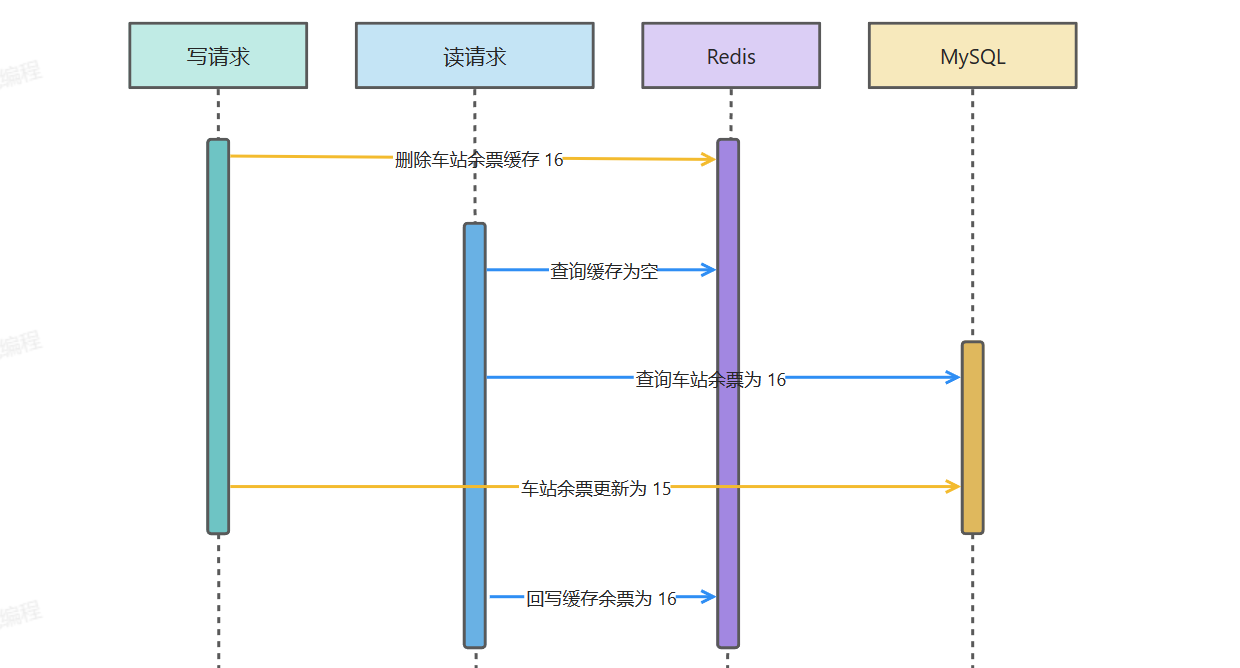 写请求
读请求
Redis
MySQL
删除车站余票缓存 16
查询缓存为空
查询车站余票为 16
车站余票更新为 15
回写缓存余票为 16
编程
编程
编程